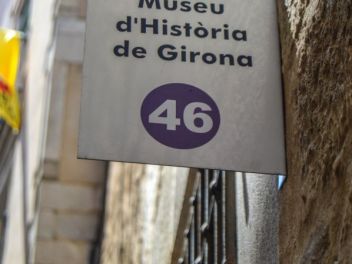 Museu
d'Història
de Girona
46